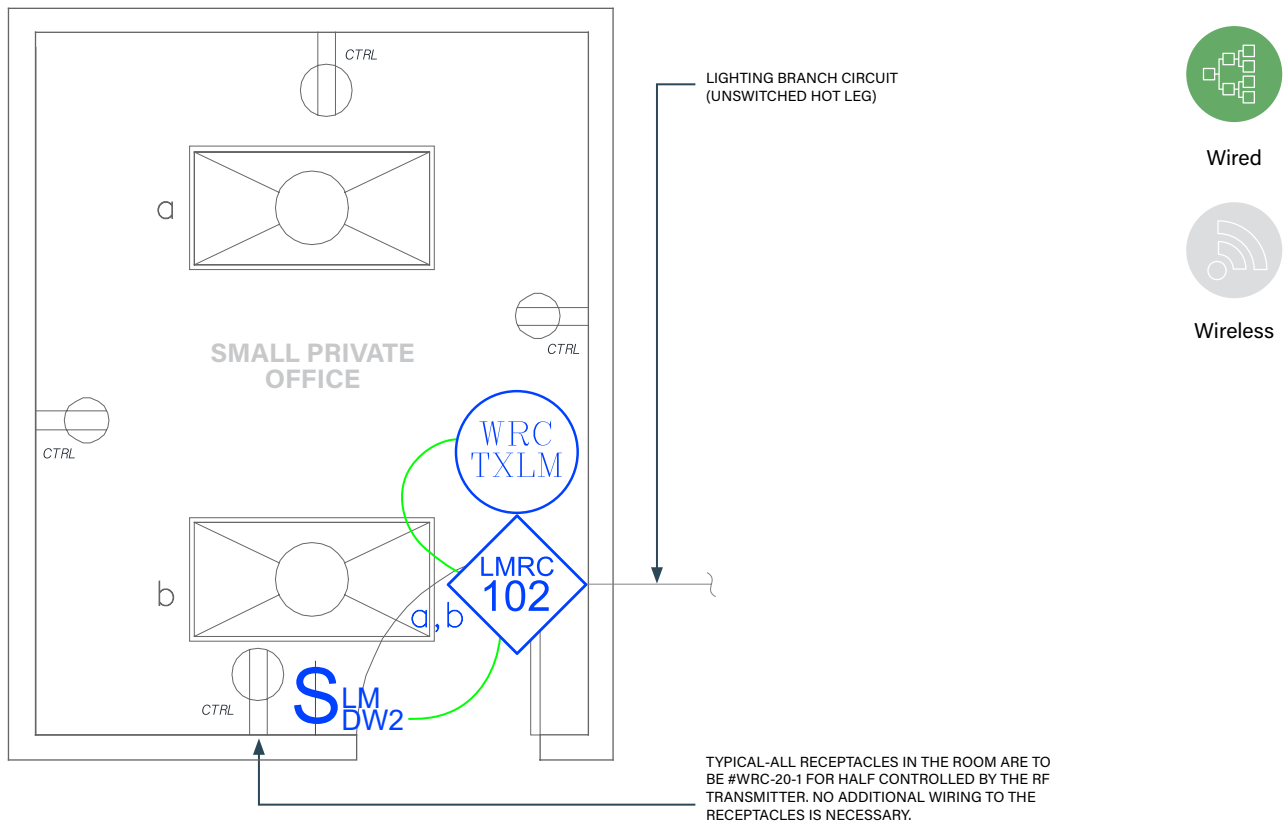 CTRL
LIGHTING BRANCH CIRCUIT
(UNSWITCHED HOT LEG)
Wired
a
CTRL
Wireless
SMALL PRIVATE
OFFICE
CTRL
WRC
TXLM
LMRC
102
b
a,b
CTRL
S LM
DW2
TYPICAL-ALL RECEPTACLES IN THE ROOM ARE TO
BE #WRC-20-1 FOR HALF CONTROLLED BY THE RF
TRANSMITTER. NO ADDITIONAL WIRING TO THE
RECEPTACLES IS NECESSARY.